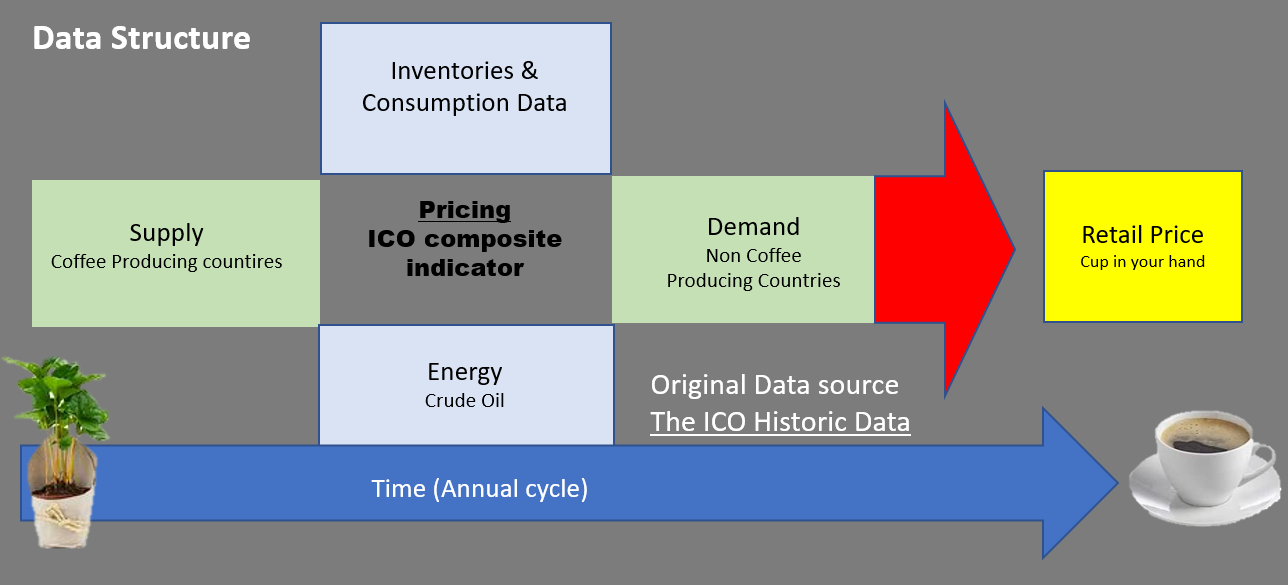 Data Structure
Inventories &
Consumption Data
Supply
Coffee Producing countires
Pricing
ICO composite
indicator
Demand
Non Coffee
Producing Countries
Retail Price
Cup in your hand
Energy
Crude Oil
Original Data source
The ICO Historic Data
Time (Annual cycle)